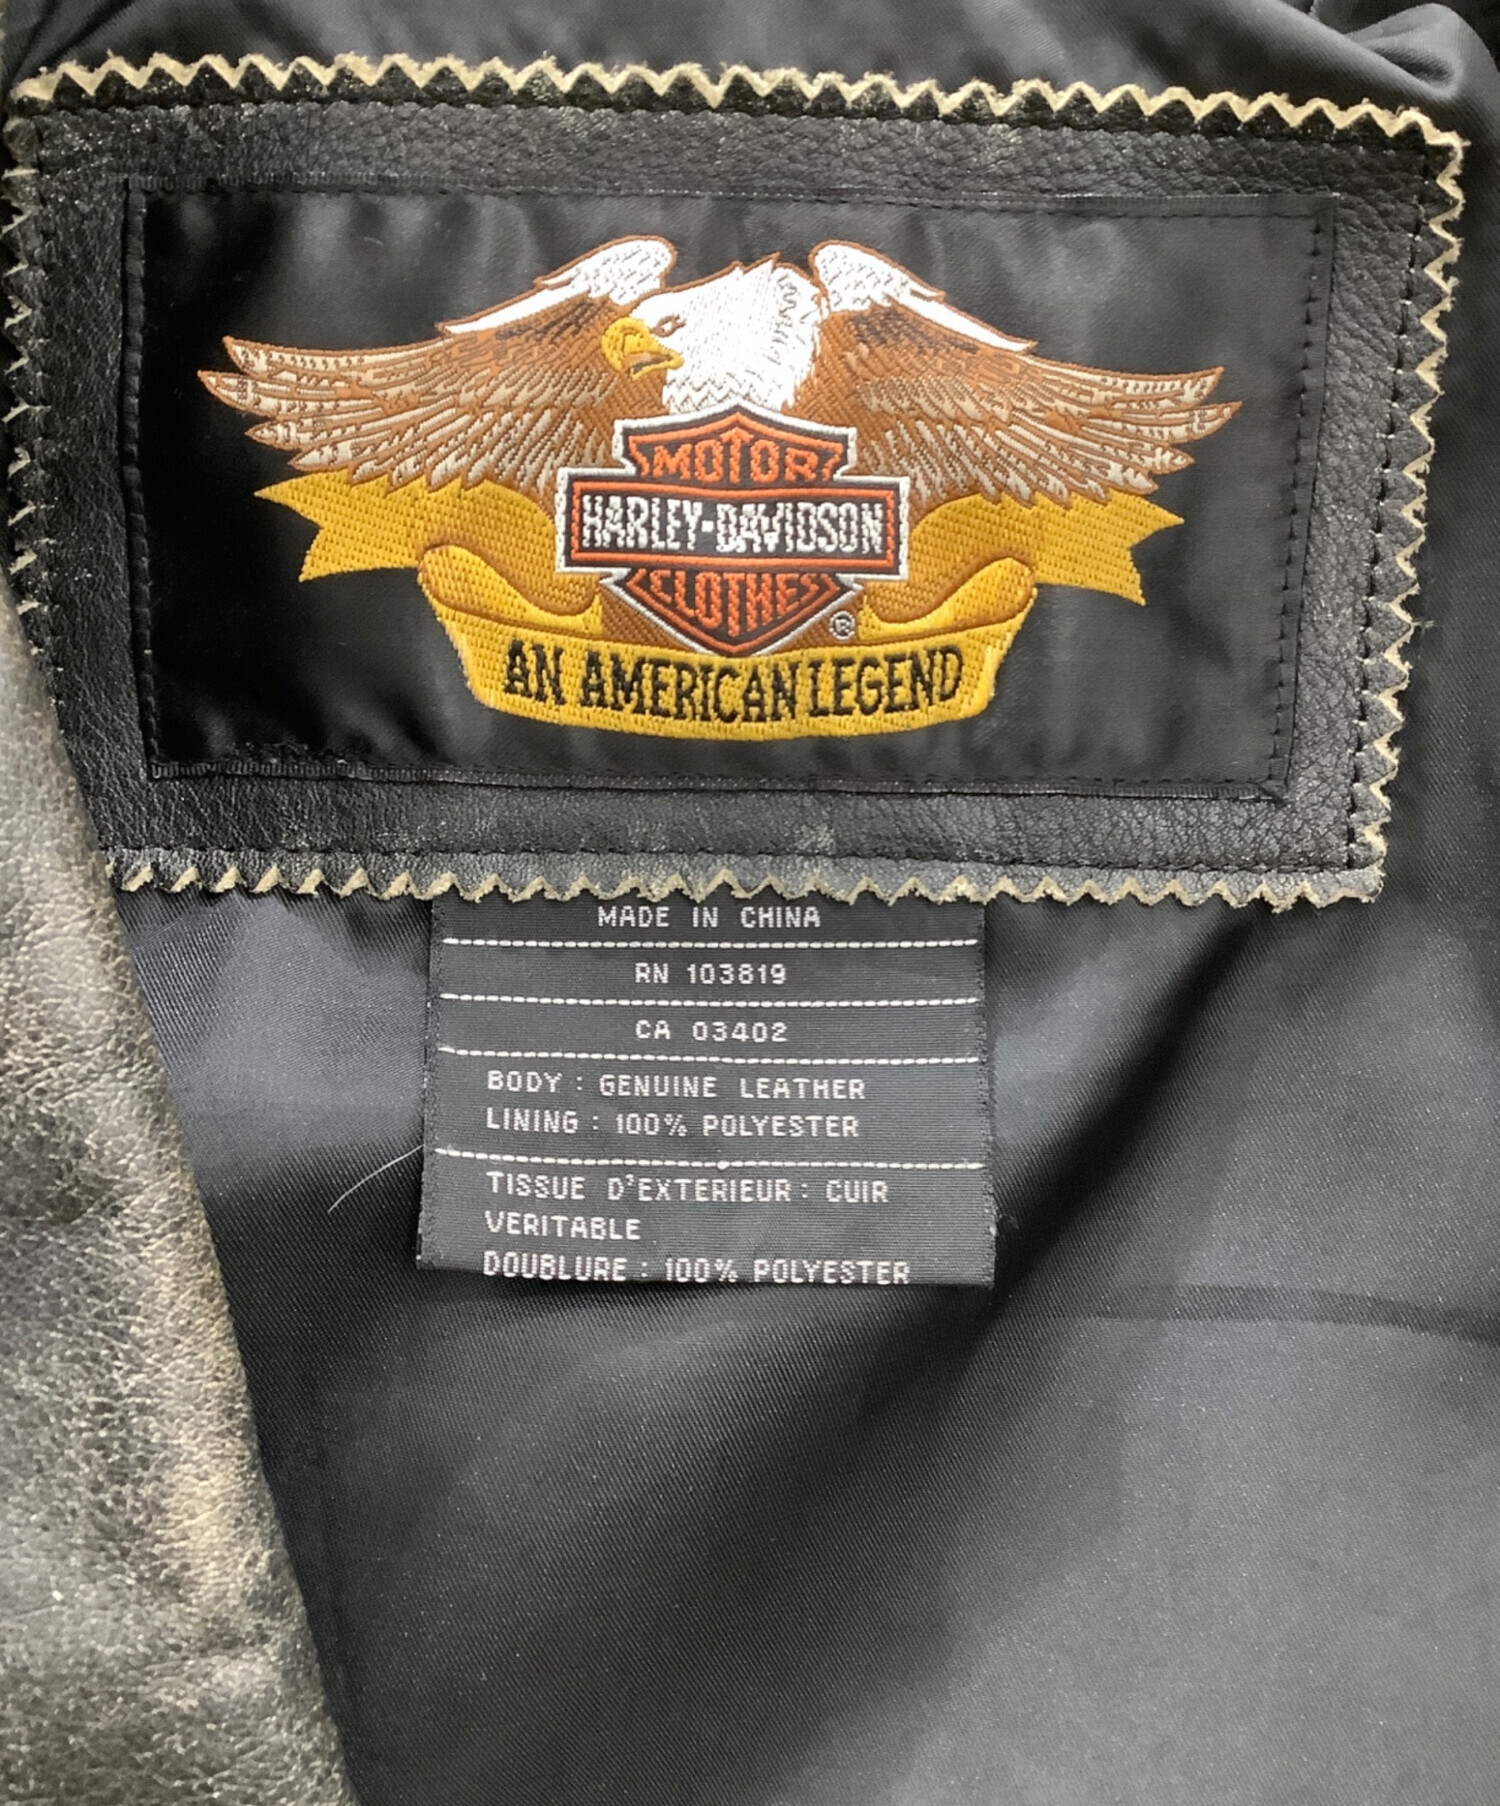 MOTOR
HARLEY-DAVIDSON
CLOTHES
®
AN AMERICAN LEGEND
MADE IN CHINA
RN 103819
CA 03402
BODY : GENUINE LEATHER
LINING : 100% POLYESTER
TISSUE D'EXTERIEUR : CUIR
VERITABLE
DOUBLURE : 100% POLYESTER